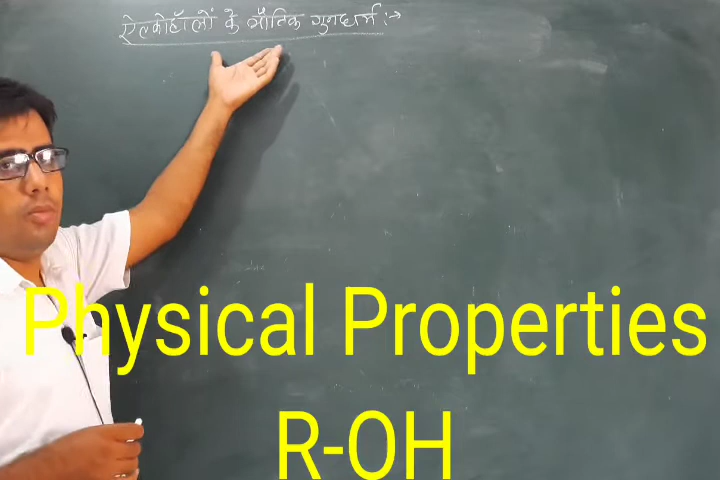 ऐल्कोहॉलों के भौतिक गुणधर्म :→
Physical Properties
R-OH